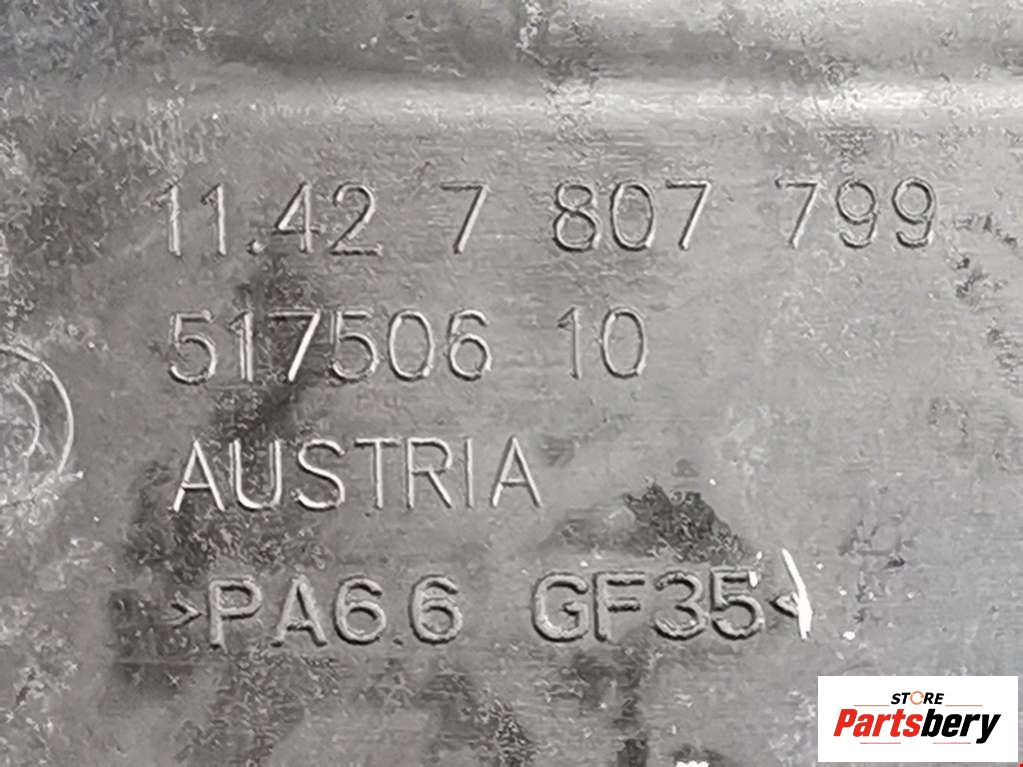 11.42 7 807 799
517506 10
AUSTRIA
>PA6.6 GF35<
STORE
Partsbery